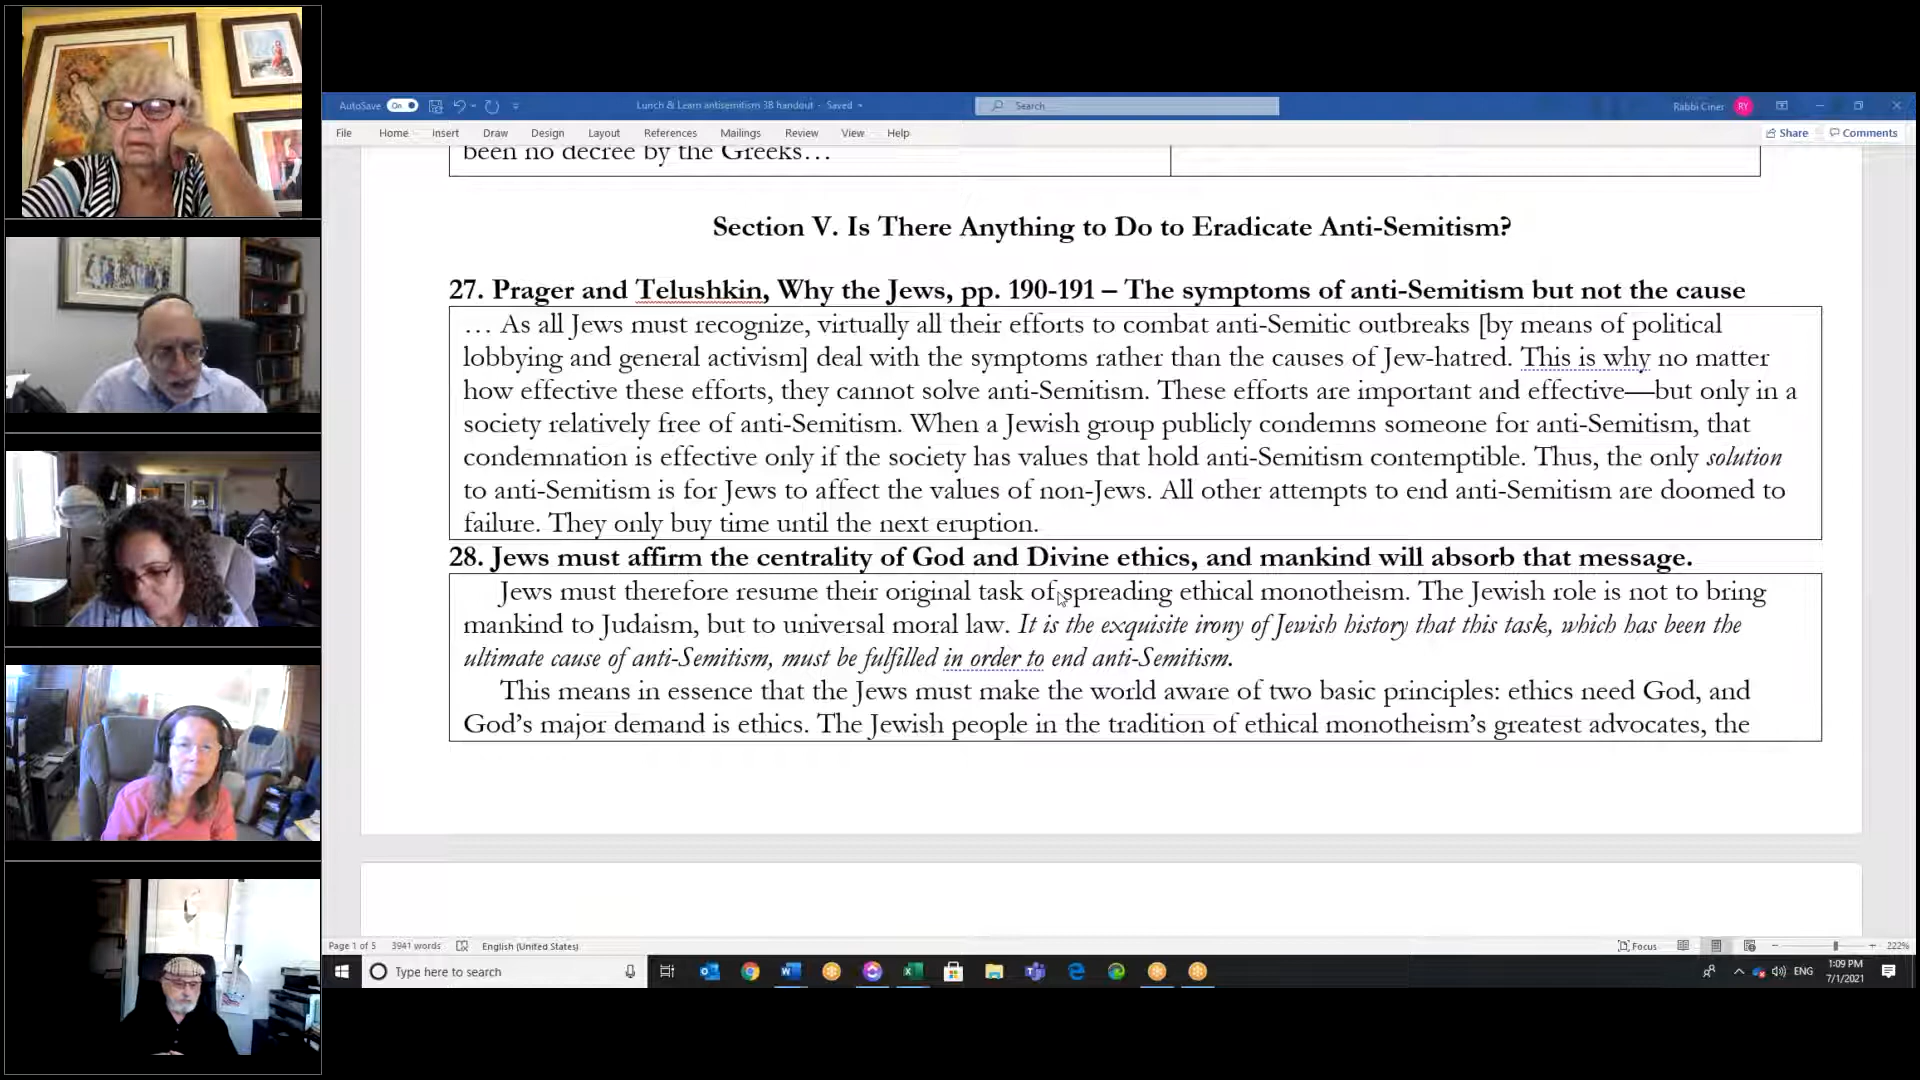 AutoSave On
Lunch & Learn antisemitism 3B handout - Saved
Search
Rabbi Ciner RY
File Home Insert Draw Design Layout References Mailings Review View Help
Share Comments
been no decree by the Greeks…
Section V. Is There Anything to Do to Eradicate Anti-Semitism?
27. Prager and Telushkin, Why the Jews, pp. 190-191 – The symptoms of anti-Semitism but not the cause
… As all Jews must recognize, virtually all their efforts to combat anti-Semitic outbreaks [by means of political
lobbying and general activism] deal with the symptoms rather than the causes of Jew-hatred. This is why no matter
how effective these efforts, they cannot solve anti-Semitism. These efforts are important and effective—but only in a
society relatively free of anti-Semitism. When a Jewish group publicly condemns someone for anti-Semitism, that
condemnation is effective only if the society has values that hold anti-Semitism contemptible. Thus, the only solution
to anti-Semitism is for Jews to affect the values of non-Jews. All other attempts to end anti-Semitism are doomed to
failure. They only buy time until the next eruption.
28. Jews must affirm the centrality of God and Divine ethics, and mankind will absorb that message.
Jews must therefore resume their original task of spreading ethical monotheism. The Jewish role is not to bring
mankind to Judaism, but to universal moral law. It is the exquisite irony of Jewish history that this task, which has been the
ultimate cause of anti-Semitism, must be fulfilled in order to end anti-Semitism.
This means in essence that the Jews must make the world aware of two basic principles: ethics need God, and
God's major demand is ethics. The Jewish people in the tradition of ethical monotheism's greatest advocates, the
Page 1 of 5 3941 words English (United States)
Focus
222%
Type here to search
ENG
1:09 PM
7/1/2021